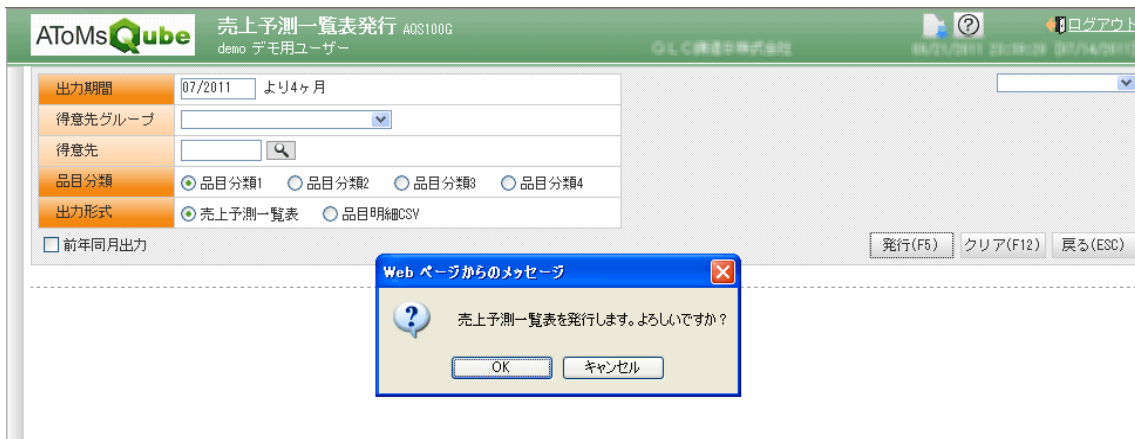 AToMsQube 売上予測一覧表発行 AQS100G
demo デモ用ユーザー
ログアウト
出力期間 07/2011 より4ヶ月
得意先グループ
得意先
品目分類 品目分類1 品目分類2 品目分類3 品目分類4
出力形式 売上予測一覧表 品目明細CSV
前年同月出力 発行(F5) クリア(F12) 戻る(ESC)
Web ページからのメッセージ
売上予測一覧表を発行します。よろしいですか？
OK キャンセル